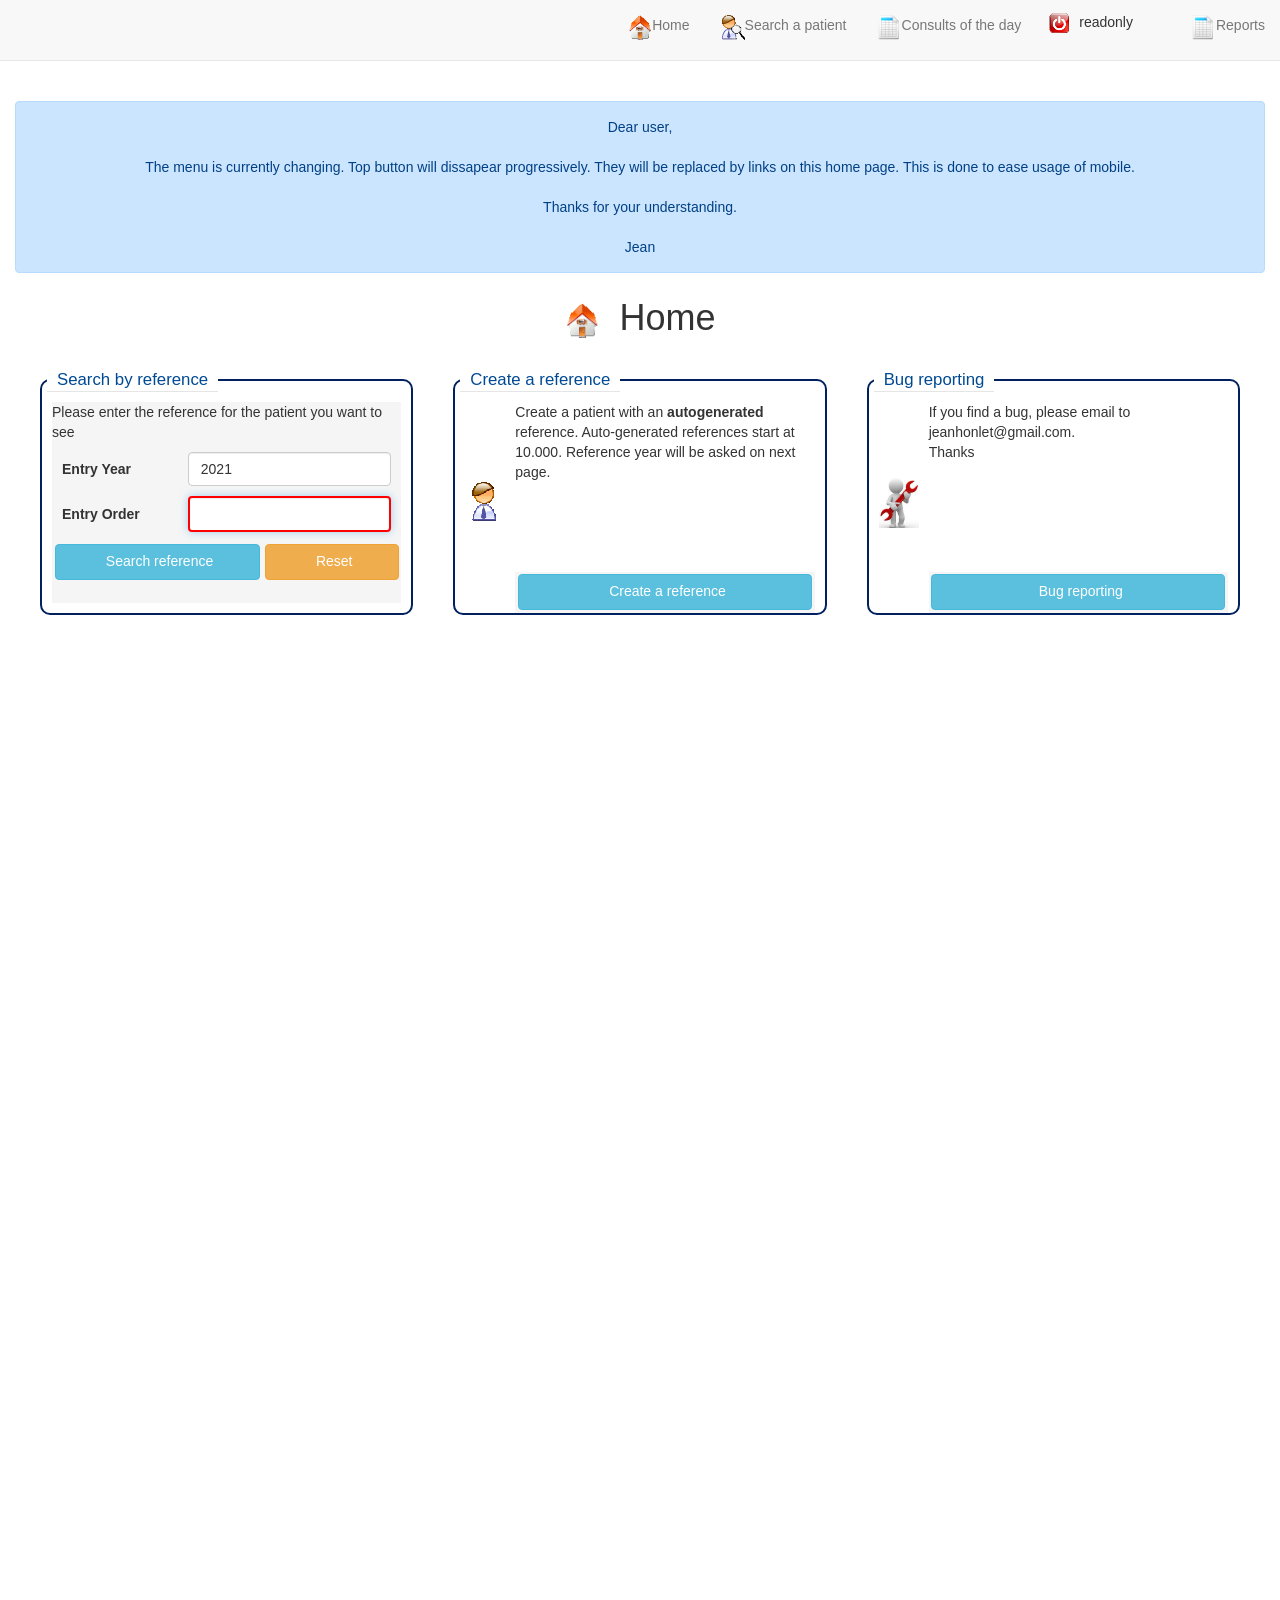 Home Search a patient Consults of the day readonly Reports
Dear user,
The menu is currently changing. Top button will dissapear progressively. They will be replaced by links on this home page. This is done to ease usage of mobile.
Thanks for your understanding.
Jean
Home
Search by reference
Please enter the reference for the patient you want to
see
Entry Year 2021
Entry Order
Search reference Reset
Create a reference
Create a patient with an autogenerated
reference. Auto-generated references start at
10.000. Reference year will be asked on next
page.
Create a reference
Bug reporting
If you find a bug, please email to
jeanhonlet@gmail.com.
Thanks
Bug reporting